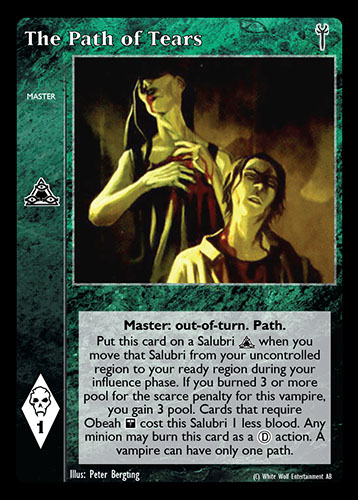 The Path of Tears
MASTER
Master: out-of-turn. Path.
Put this card on a Salubri when you
move that Salubri from your uncontrolled
region to your ready region during your
influence phase. If you burned 3 or more
pool for the scarce penalty for this vampire,
you gain 3 pool. Cards that require
Obeah cost this Salubri 1 less blood. Any
minion may burn this card as a D action. A
vampire can have only one path.
1
Illus: Peter Bergting
(C) White Wolf Entertainment AB